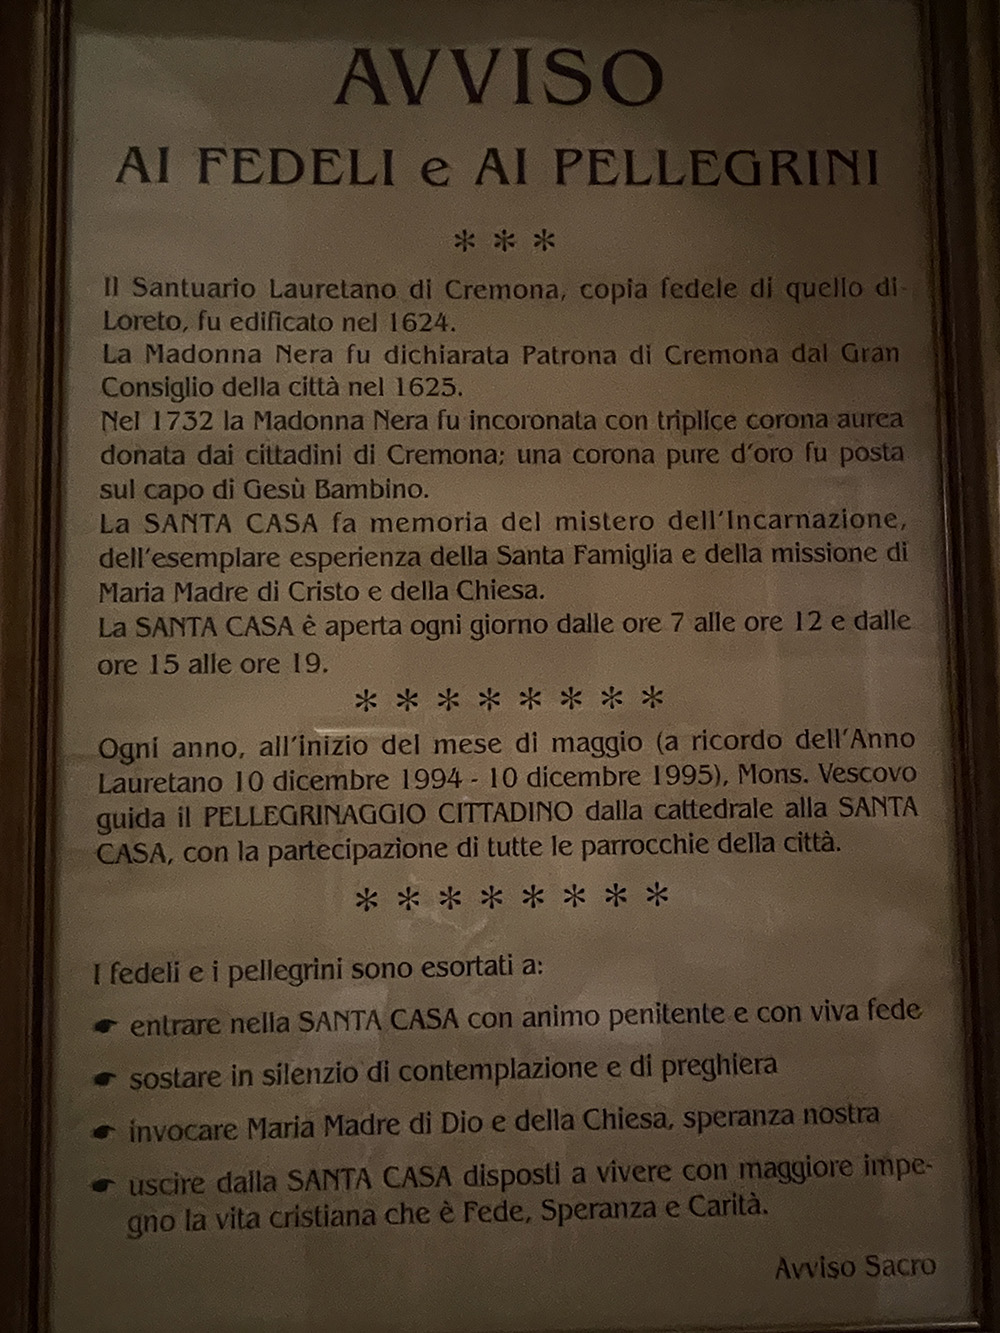 AVVISO
AI FEDELI e AI PELLEGRINI
* * *
Il Santuario Lauretano di Cremona, copia fedele di quello di
Loreto, fu edificato nel 1624.
La Madonna Nera fu dichiarata Patrona di Cremona dal Gran
Consiglio della città nel 1625.
Nel 1732 la Madonna Nera fu incoronata con triplice corona aurea
donata dai cittadini di Cremona; una corona pure d'oro fu posta
sul capo di Gesù Bambino.
La SANTA CASA fa memoria del mistero dell'Incarnazione,
dell'esemplare esperienza della Santa Famiglia e della missione di
Maria Madre di Cristo e della Chiesa.
La SANTA CASA è aperta ogni giorno dalle ore 7 alle ore 12 e dalle
ore 15 alle ore 19.
* * * * * * * *
Ogni anno, all'inizio del mese di maggio (a ricordo dell'Anno
Lauretano 10 dicembre 1994 - 10 dicembre 1995), Mons. Vescovo
guida il PELLEGRINAGGIO CITTADINO dalla cattedrale alla SANTA
CASA, con la partecipazione di tutte le parrocchie della città.
* * * * * * * *
I fedeli e i pellegrini sono esortati a:
☛ entrare nella SANTA CASA con animo penitente e con viva fede
☛ sostare in silenzio di contemplazione e di preghiera
☛ invocare Maria Madre di Dio e della Chiesa, speranza nostra
☛ uscire dalla SANTA CASA disposti a vivere con maggiore impe-
gno la vita cristiana che è Fede, Speranza e Carità.
Avviso Sacro